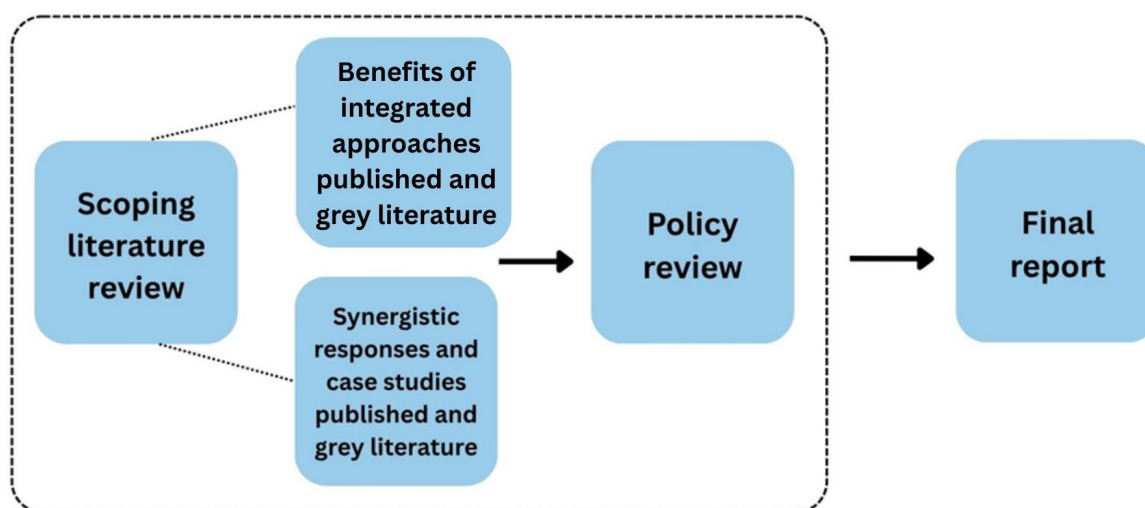 Scoping
literature
review
Benefits of
integrated
approaches
published and
grey literature
Synergistic
responses and
case studies
published and
grey literature
Policy
review
Final
report